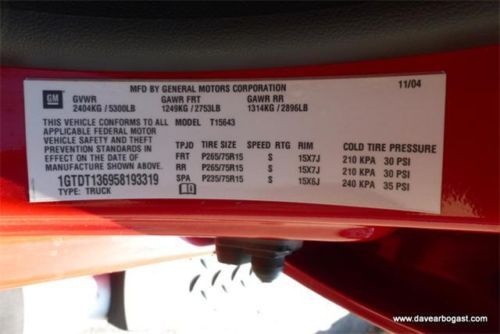 MFD BY GENERAL MOTORS CORPORATION 11/04
GM
GVWR GAWR FRT GAWR RR
2404KG / 5300LB 1249KG / 2753LB 1314KG / 2896LB
THIS VEHICLE CONFORMS TO ALL MODEL T15643
APPLICABLE FEDERAL MOTOR
VEHICLE SAFETY AND THEFT
PREVENTION STANDARDS IN
EFFECT ON THE DATE OF
MANUFACTURE SHOWN ABOVE.
TPJD TIRE SIZE SPEED RTG RIM COLD TIRE PRESSURE
FRT P265/75R15 S 15X7J 210 KPA 30 PSI
RR P265/75R15 S 15X7J 210 KPA 30 PSI
SPA P235/75R15 S 15X6J 240 KPA 35 PSI
1GTDT136958193319
TYPE: TRUCK
www.davearbogast.com